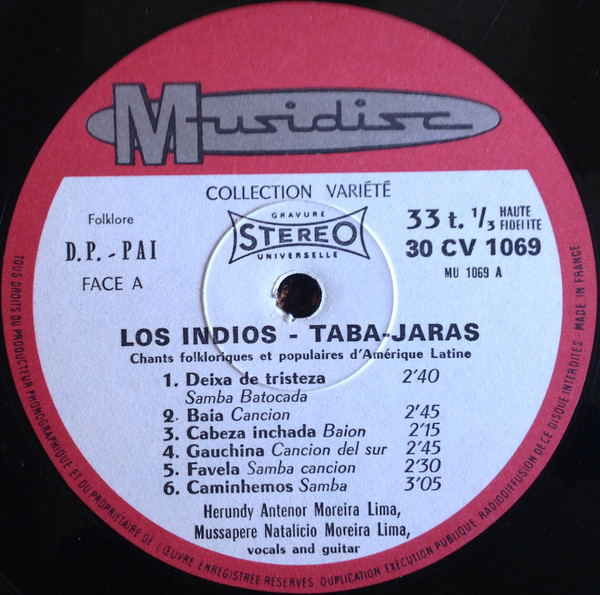 Musidisc
COLLECTION VARIÉTÉ
Folklore
D.P. - PAI
FACE A
GRAVURE
STEREO
UNIVERSELLE
33 t. 1/3 HAUTE FIDELITE
30 CV 1069
MU 1069 A
LOS INDIOS - TABA-JARAS
Chants folkloriques et populaires d'Amérique Latine
1. Deixa de tristeza 2'40
Samba Batocada
2. Baia Cancion 2'45
3. Cabeza inchada Baion 2'15
4. Gauchina Cancion del sur 2'45
5. Favela Samba cancion 2'30
6. Caminhemos Samba 3'05
Herundy Antenor Moreira Lima,
Mussapere Natalicio Moreira Lima,
vocals and guitar
TOUS DROITS DU PRODUCTEUR PHONOGRAPHIQUE ET DU PROPRIÉTAIRE DE L'ŒUVRE ENREGISTRÉE RESERVES, DUPLICATION EXÉCUTION PUBLIQUE RADIODIFFUSION DE CE DISQUE INTERDITES - MADE IN FRANCE